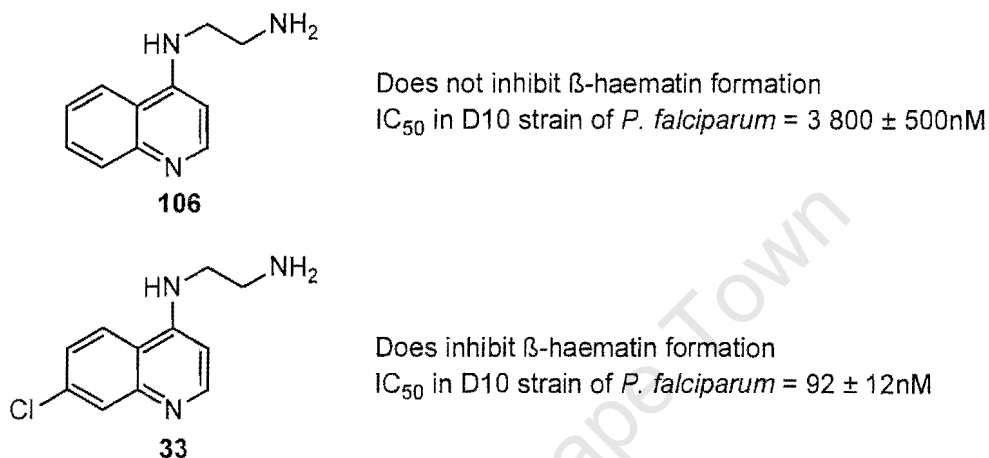 HN
NH₂
N
106
Does not inhibit ß-haematin formation
IC₅₀ in D10 strain of P. falciparum = 3 800 ± 500nM
HN
NH₂
Cl
N
33
Does inhibit ß-haematin formation
IC₅₀ in D10 strain of P. falciparum = 92 ± 12nM
Town